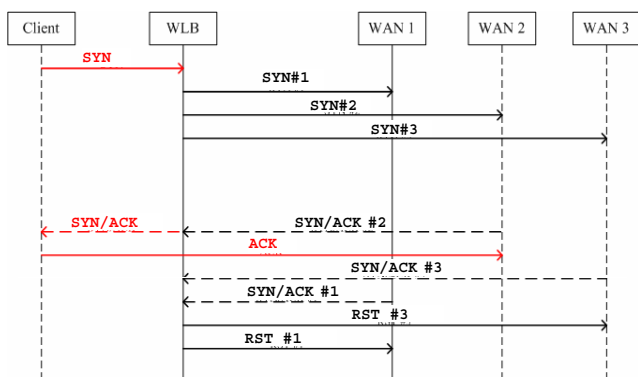 Client WLB WAN 1 WAN 2 WAN 3
SYN
SYN#1
SYN#2
SYN#3
SYN/ACK SYN/ACK #2
ACK
SYN/ACK #3
SYN/ACK #1
RST #3
RST #1